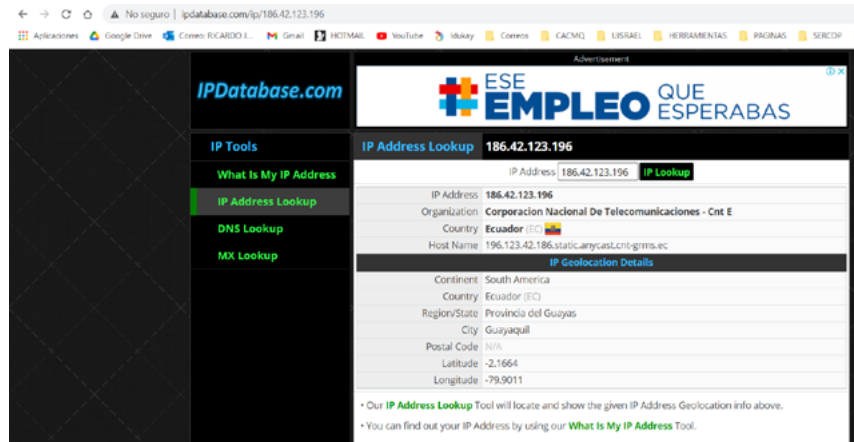 No seguro | ipdatabase.com/ip/186.42.123.196
Aplicaciones Google Drive Correo: RICARDO J... Gmail HOTMAIL YouTube Idukay Correos CACMQ UISRAEL HERRAMIENTAS PAGINAS SERCOP
Advertisement
IPDatabase.com
ESE EMPLEO QUE ESPERABAS
IP Tools
What Is My IP Address
IP Address Lookup
DNS Lookup
MX Lookup
IP Address Lookup 186.42.123.196
IP Address 186.42.123.196 IP Lookup
IP Address 186.42.123.196
Organization Corporacion Nacional De Telecomunicaciones - Cnt E
Country Ecuador (EC)
Host Name 196.123.42.186.static.anycast.cnt-grms.ec
IP Geolocation Details
Continent South America
Country Ecuador (EC)
Region/State Provincia del Guayas
City Guayaquil
Postal Code N/A
Latitude -2.1664
Longitude -79.9011
• Our IP Address Lookup Tool will locate and show the given IP Address Geolocation info above.
• You can find out your IP Address by using our What Is My IP Address Tool.